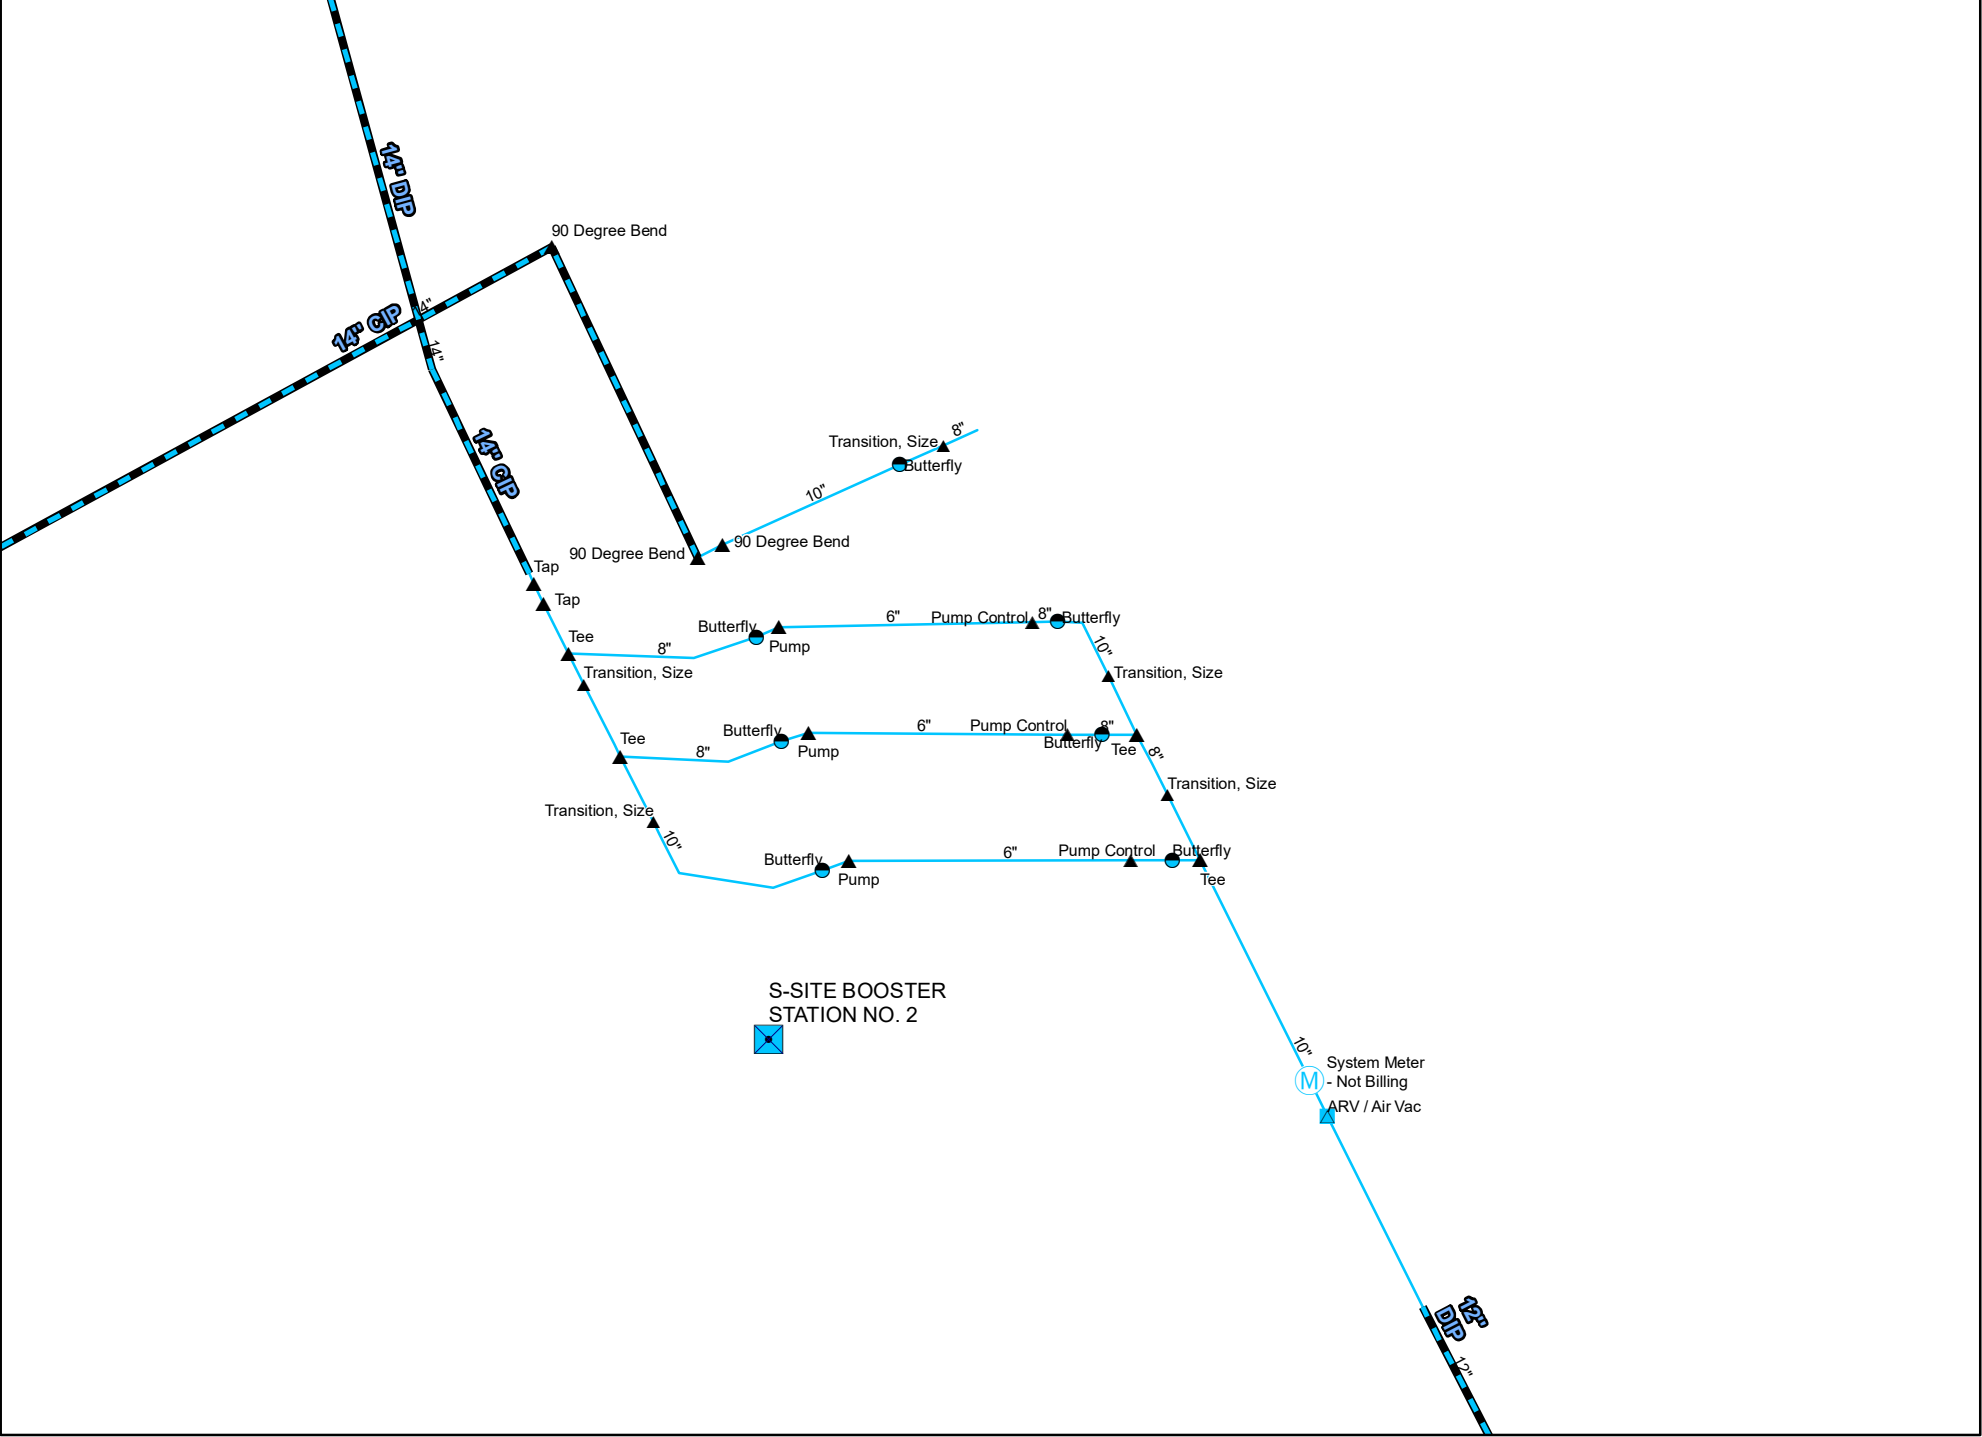 14" DIP
90 Degree Bend
14" CIP
4"
14"
14" CIP
8"
Transition, Size
Butterfly
10"
90 Degree Bend
90 Degree Bend
Tap
Tap
Tee
8"
Transition, Size
Butterfly
Pump
6"
Pump Control
8"
Butterfly
10"
Transition, Size
Tee
8"
Butterfly
Pump
6"
Pump Control
8"
Butterfly
Tee
8"
Transition, Size
Transition, Size
10"
Butterfly
Pump
6"
Pump Control
Butterfly
Tee
S-SITE BOOSTER
STATION NO. 2
10"
System Meter
- Not Billing
M
ARV / Air Vac
12"
DIP
12"